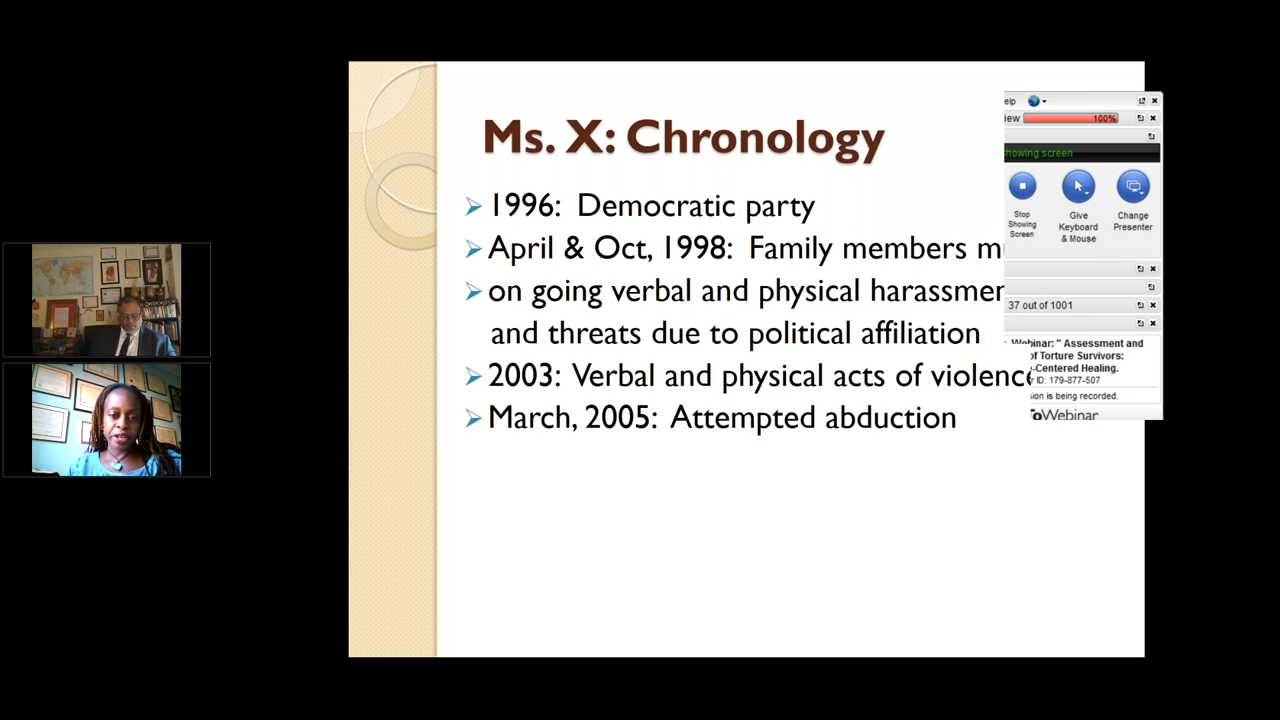 Ms. X: Chronology
1996: Democratic party
April & Oct, 1998: Family members
on going verbal and physical harassmen
and threats due to political affiliation
2003: Verbal and physical acts of violence
March, 2005: Attempted abduction
elp
iew 100%
howing screen
Stop Showing Screen
Give Keyboard & Mouse
Change Presenter
37 out of 1001
Webinar: " Assessment and
of Torture Survivors:
-Centered Healing.
ID: 179-877-507
ion is being recorded.
oWebinar